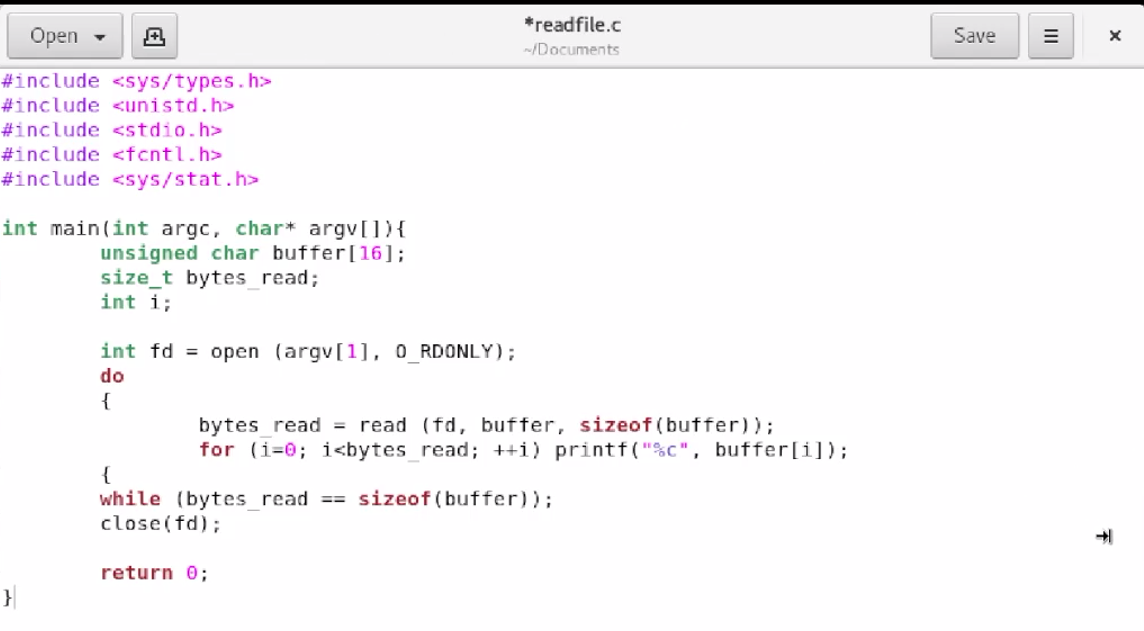 Open
*readfile.c
~/Documents
Save
#include <sys/types.h>
#include <unistd.h>
#include <stdio.h>
#include <fcntl.h>
#include <sys/stat.h>

int main(int argc, char* argv[]){
        unsigned char buffer[16];
        size_t bytes_read;
        int i;

        int fd = open (argv[1], O_RDONLY);
        do
        {
                bytes_read = read (fd, buffer, sizeof(buffer));
                for (i=0; i<bytes_read; ++i) printf("%c", buffer[i]);
        {
        while (bytes_read == sizeof(buffer));
        close(fd);

        return 0;
}